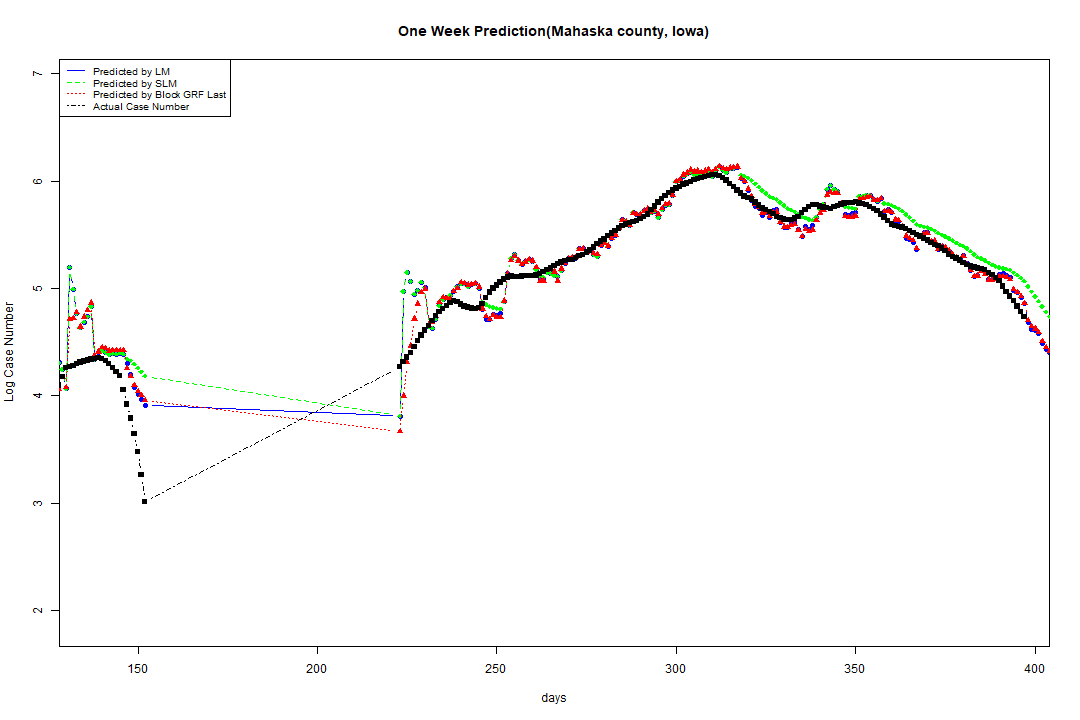 One Week Prediction(Mahaska county, Iowa)
Predicted by LM
Predicted by SLM
Predicted by Block GRF Last
Actual Case Number
7
6
5
4
3
2
Log Case Number
150
200
250
300
350
400
days